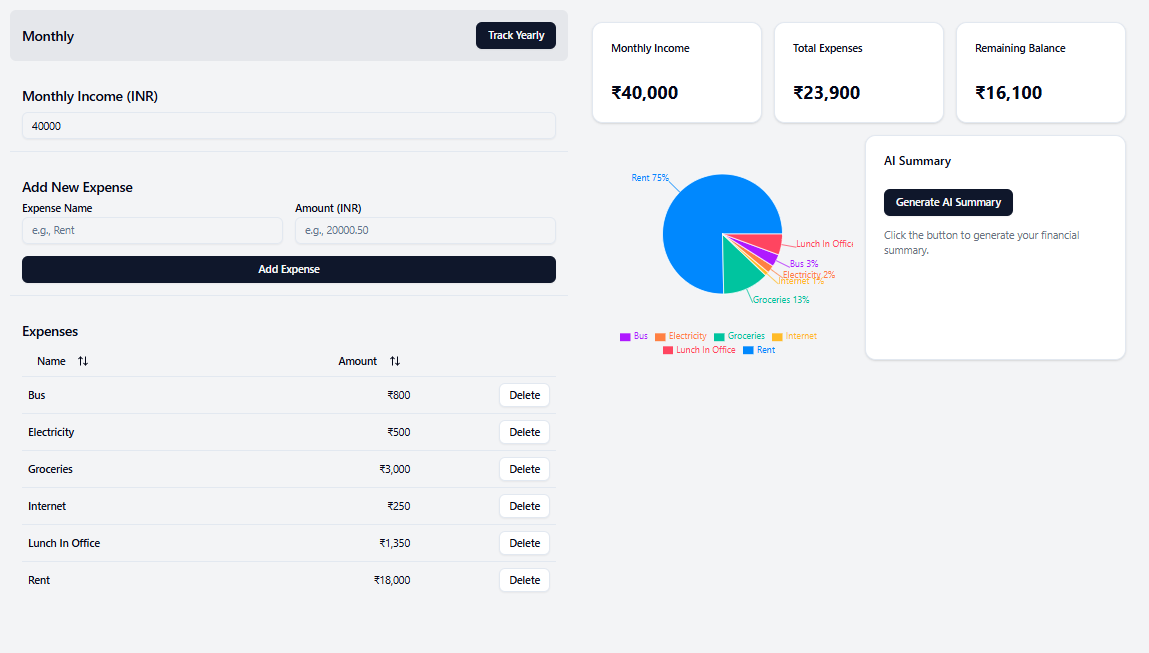 Monthly
Track Yearly
Monthly Income (INR)
40000
Add New Expense
Expense Name
Amount (INR)
e.g., Rent
e.g., 20000.50
Add Expense
Expenses
Name
Amount
Bus
₹800
Delete
Electricity
₹500
Delete
Groceries
₹3,000
Delete
Internet
₹250
Delete
Lunch In Office
₹1,350
Delete
Rent
₹18,000
Delete
Monthly Income
₹40,000
Total Expenses
₹23,900
Remaining Balance
₹16,100
Rent 75%
Lunch In Office
Bus 3%
Electricity 2%
Internet 1%
Groceries 13%
Bus Electricity Groceries Internet
Lunch In Office Rent
AI Summary
Generate AI Summary
Click the button to generate your financial
summary.